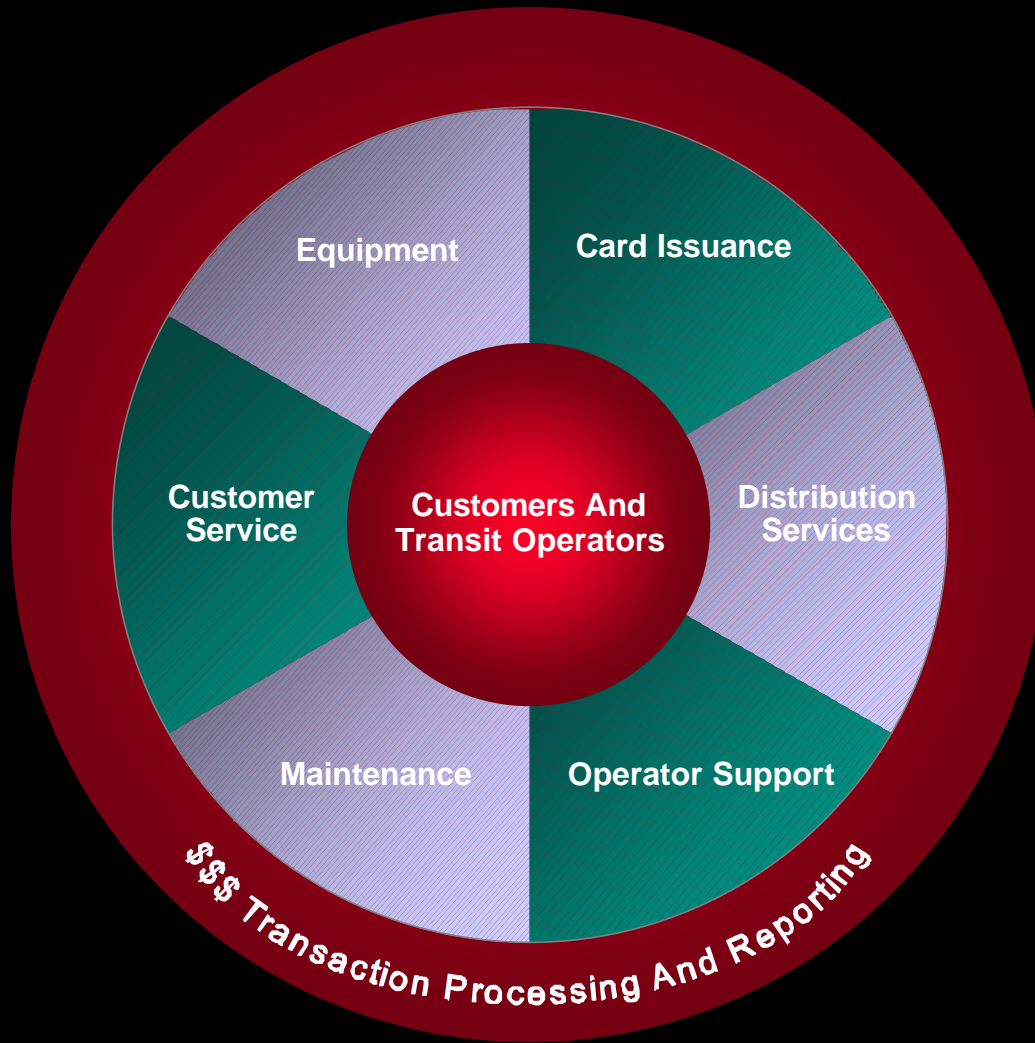 Equipment
Card Issuance
Customer
Service
Customers And
Transit Operators
Distribution
Services
Maintenance
Operator Support
$$$ Transaction Processing And Reporting